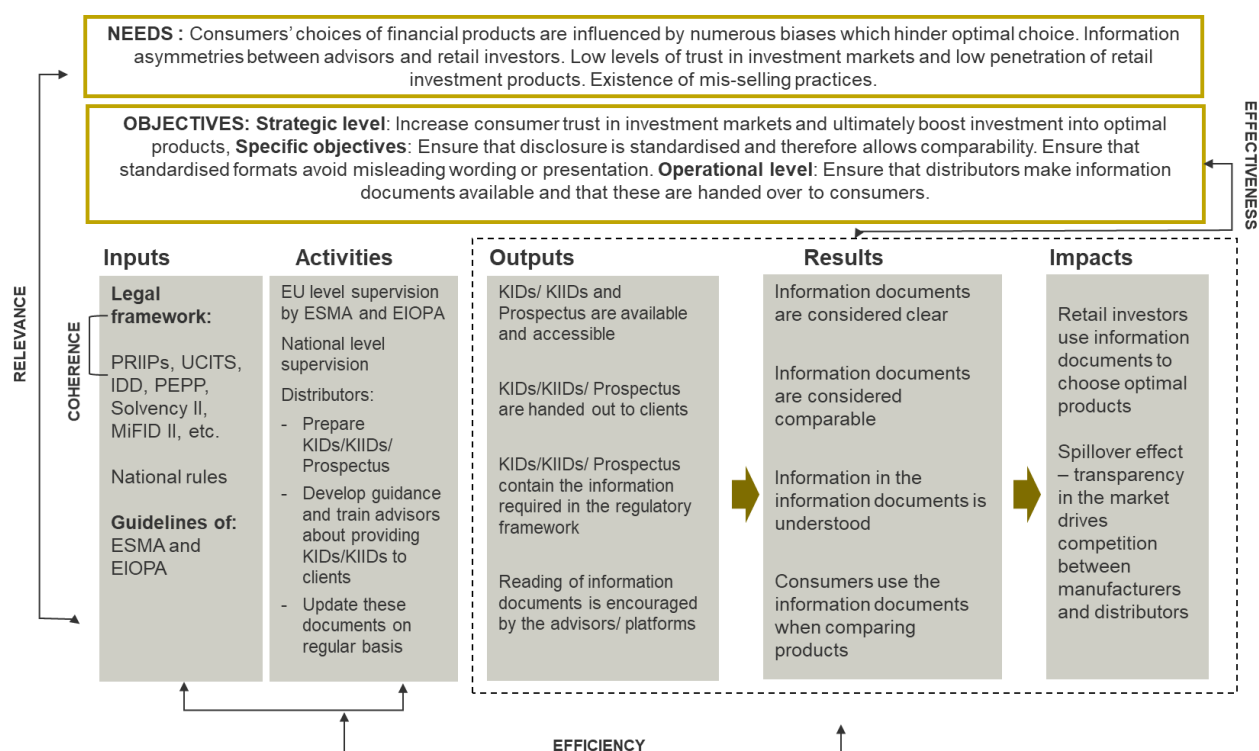 NEEDS : Consumers' choices of financial products are influenced by numerous biases which hinder optimal choice. Information
asymmetries between advisors and retail investors. Low levels of trust in investment markets and low penetration of retail
investment products. Existence of mis-selling practices.
OBJECTIVES: Strategic level: Increase consumer trust in investment markets and ultimately boost investment into optimal
products, Specific objectives: Ensure that disclosure is standardised and therefore allows comparability. Ensure that
standardised formats avoid misleading wording or presentation. Operational level: Ensure that distributors make information
documents available and that these are handed over to consumers.
EFFECTIVENESS
RELEVANCE
COHERENCE
Inputs
Legal
framework:
PRIIPs, UCITS,
IDD, PEPP,
Solvency II,
MiFID II, etc.
National rules
Guidelines of:
ESMA and
EIOPA
Activities
EU level supervision
by ESMA and EIOPA
National level
supervision
Distributors:
- Prepare
KIDs/KIIDs/
Prospectus
- Develop guidance
and train advisors
about providing
KIDs/KIIDs to
clients
- Update these
documents on
regular basis
Outputs
KIDs/ KIIDs and
Prospectus are available
and accessible
KIDs/KIIDs/ Prospectus
are handed out to clients
KIDs/KIIDs/ Prospectus
contain the information
required in the regulatory
framework
Reading of information
documents is encouraged
by the advisors/ platforms
Results
Information documents
are considered clear
Information documents
are considered
comparable
Information in the
information documents is
understood
Consumers use the
information documents
when comparing
products
Impacts
Retail investors
use information
documents to
choose optimal
products
Spillover effect
– transparency
in the market
drives
competition
between
manufacturers
and distributors
EFFICIENCY